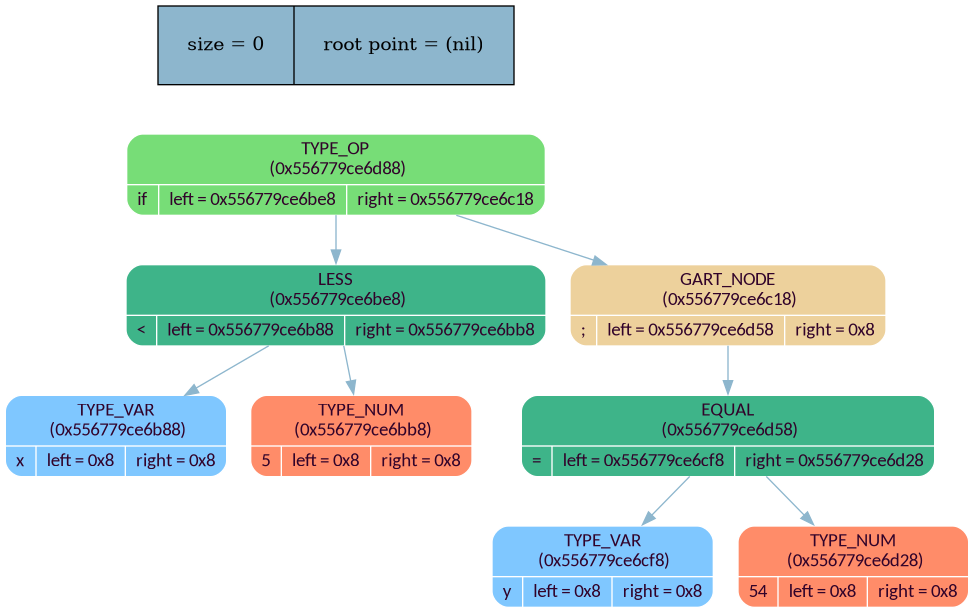 size = 0 root point = (nil)
TYPE_OP
(0x556779ce6d88)
if left = 0x556779ce6be8 right = 0x556779ce6c18
LESS
(0x556779ce6be8)
< left = 0x556779ce6b88 right = 0x556779ce6bb8
GART_NODE
(0x556779ce6c18)
; left = 0x556779ce6d58 right = 0x8
TYPE_VAR
(0x556779ce6b88)
x left = 0x8 right = 0x8
TYPE_NUM
(0x556779ce6bb8)
5 left = 0x8 right = 0x8
EQUAL
(0x556779ce6d58)
= left = 0x556779ce6cf8 right = 0x556779ce6d28
TYPE_VAR
(0x556779ce6cf8)
y left = 0x8 right = 0x8
TYPE_NUM
(0x556779ce6d28)
54 left = 0x8 right = 0x8